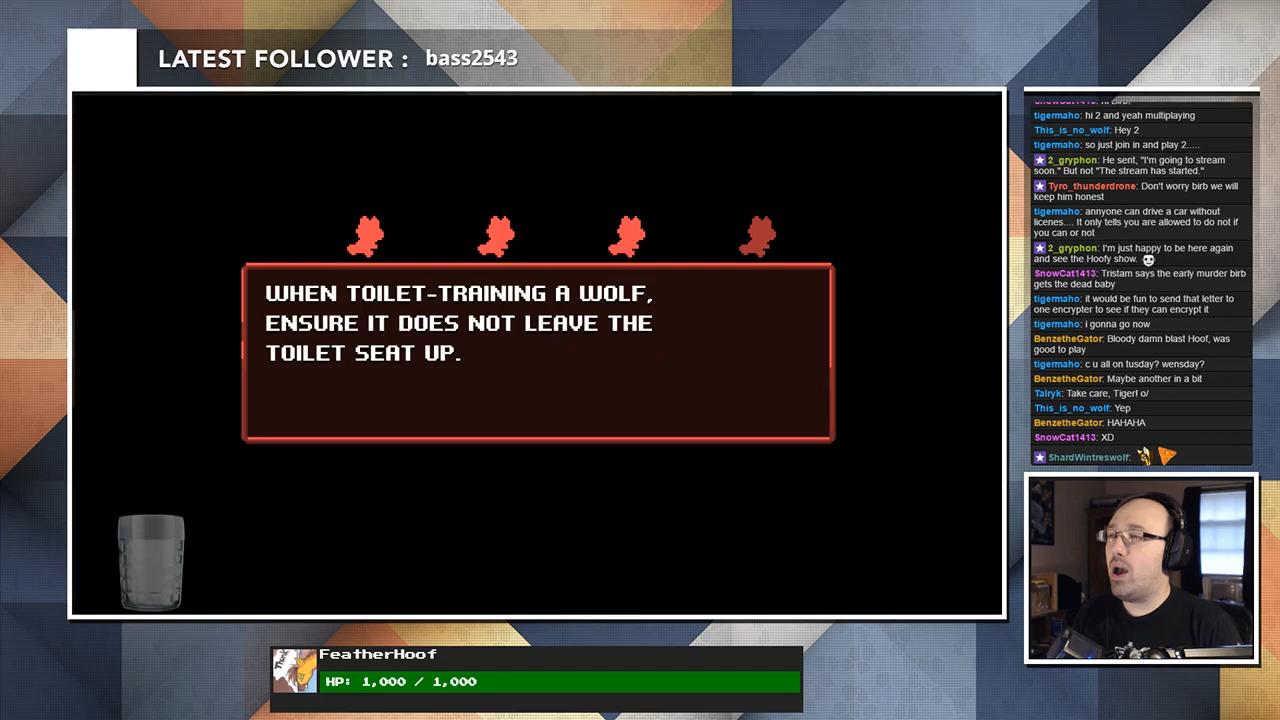 LATEST FOLLOWER : bass2543
tigermaho: hi 2 and yeah multiplaying
This_is_no_wolf: Hey 2
tigermaho: so just join in and play 2.....
2_gryphon: He sent, "I'm going to stream
soon." But not "The stream has started."
Tyro_thunderdrone: Don't worry birb we will
keep him honest
tigermaho: annyone can drive a car without
licenes.... It only tells you are allowed to do not if
you can or not
2_gryphon: I'm just happy to be here again
and see the Hoofy show.
SnowCat1413: Tristam says the early murder birb
gets the dead baby
tigermaho: it would be fun to send that letter to
one encrypter to see if they can encrypt it
tigermaho: i gonna go now
BenzetheGator: Bloody damn blast Hoof, was
good to play
tigermaho: c u all on tusday? wensday?
BenzetheGator: Maybe another in a bit
Talryk: Take care, Tiger! o/
This_is_no_wolf: Yep
BenzetheGator: HAHAHA
SnowCat1413: XD
ShardWintreswolf:
WHEN TOILET-TRAINING A WOLF,
ENSURE IT DOES NOT LEAVE THE
TOILET SEAT UP.
FeatherHoof
HP: 1,000 / 1,000